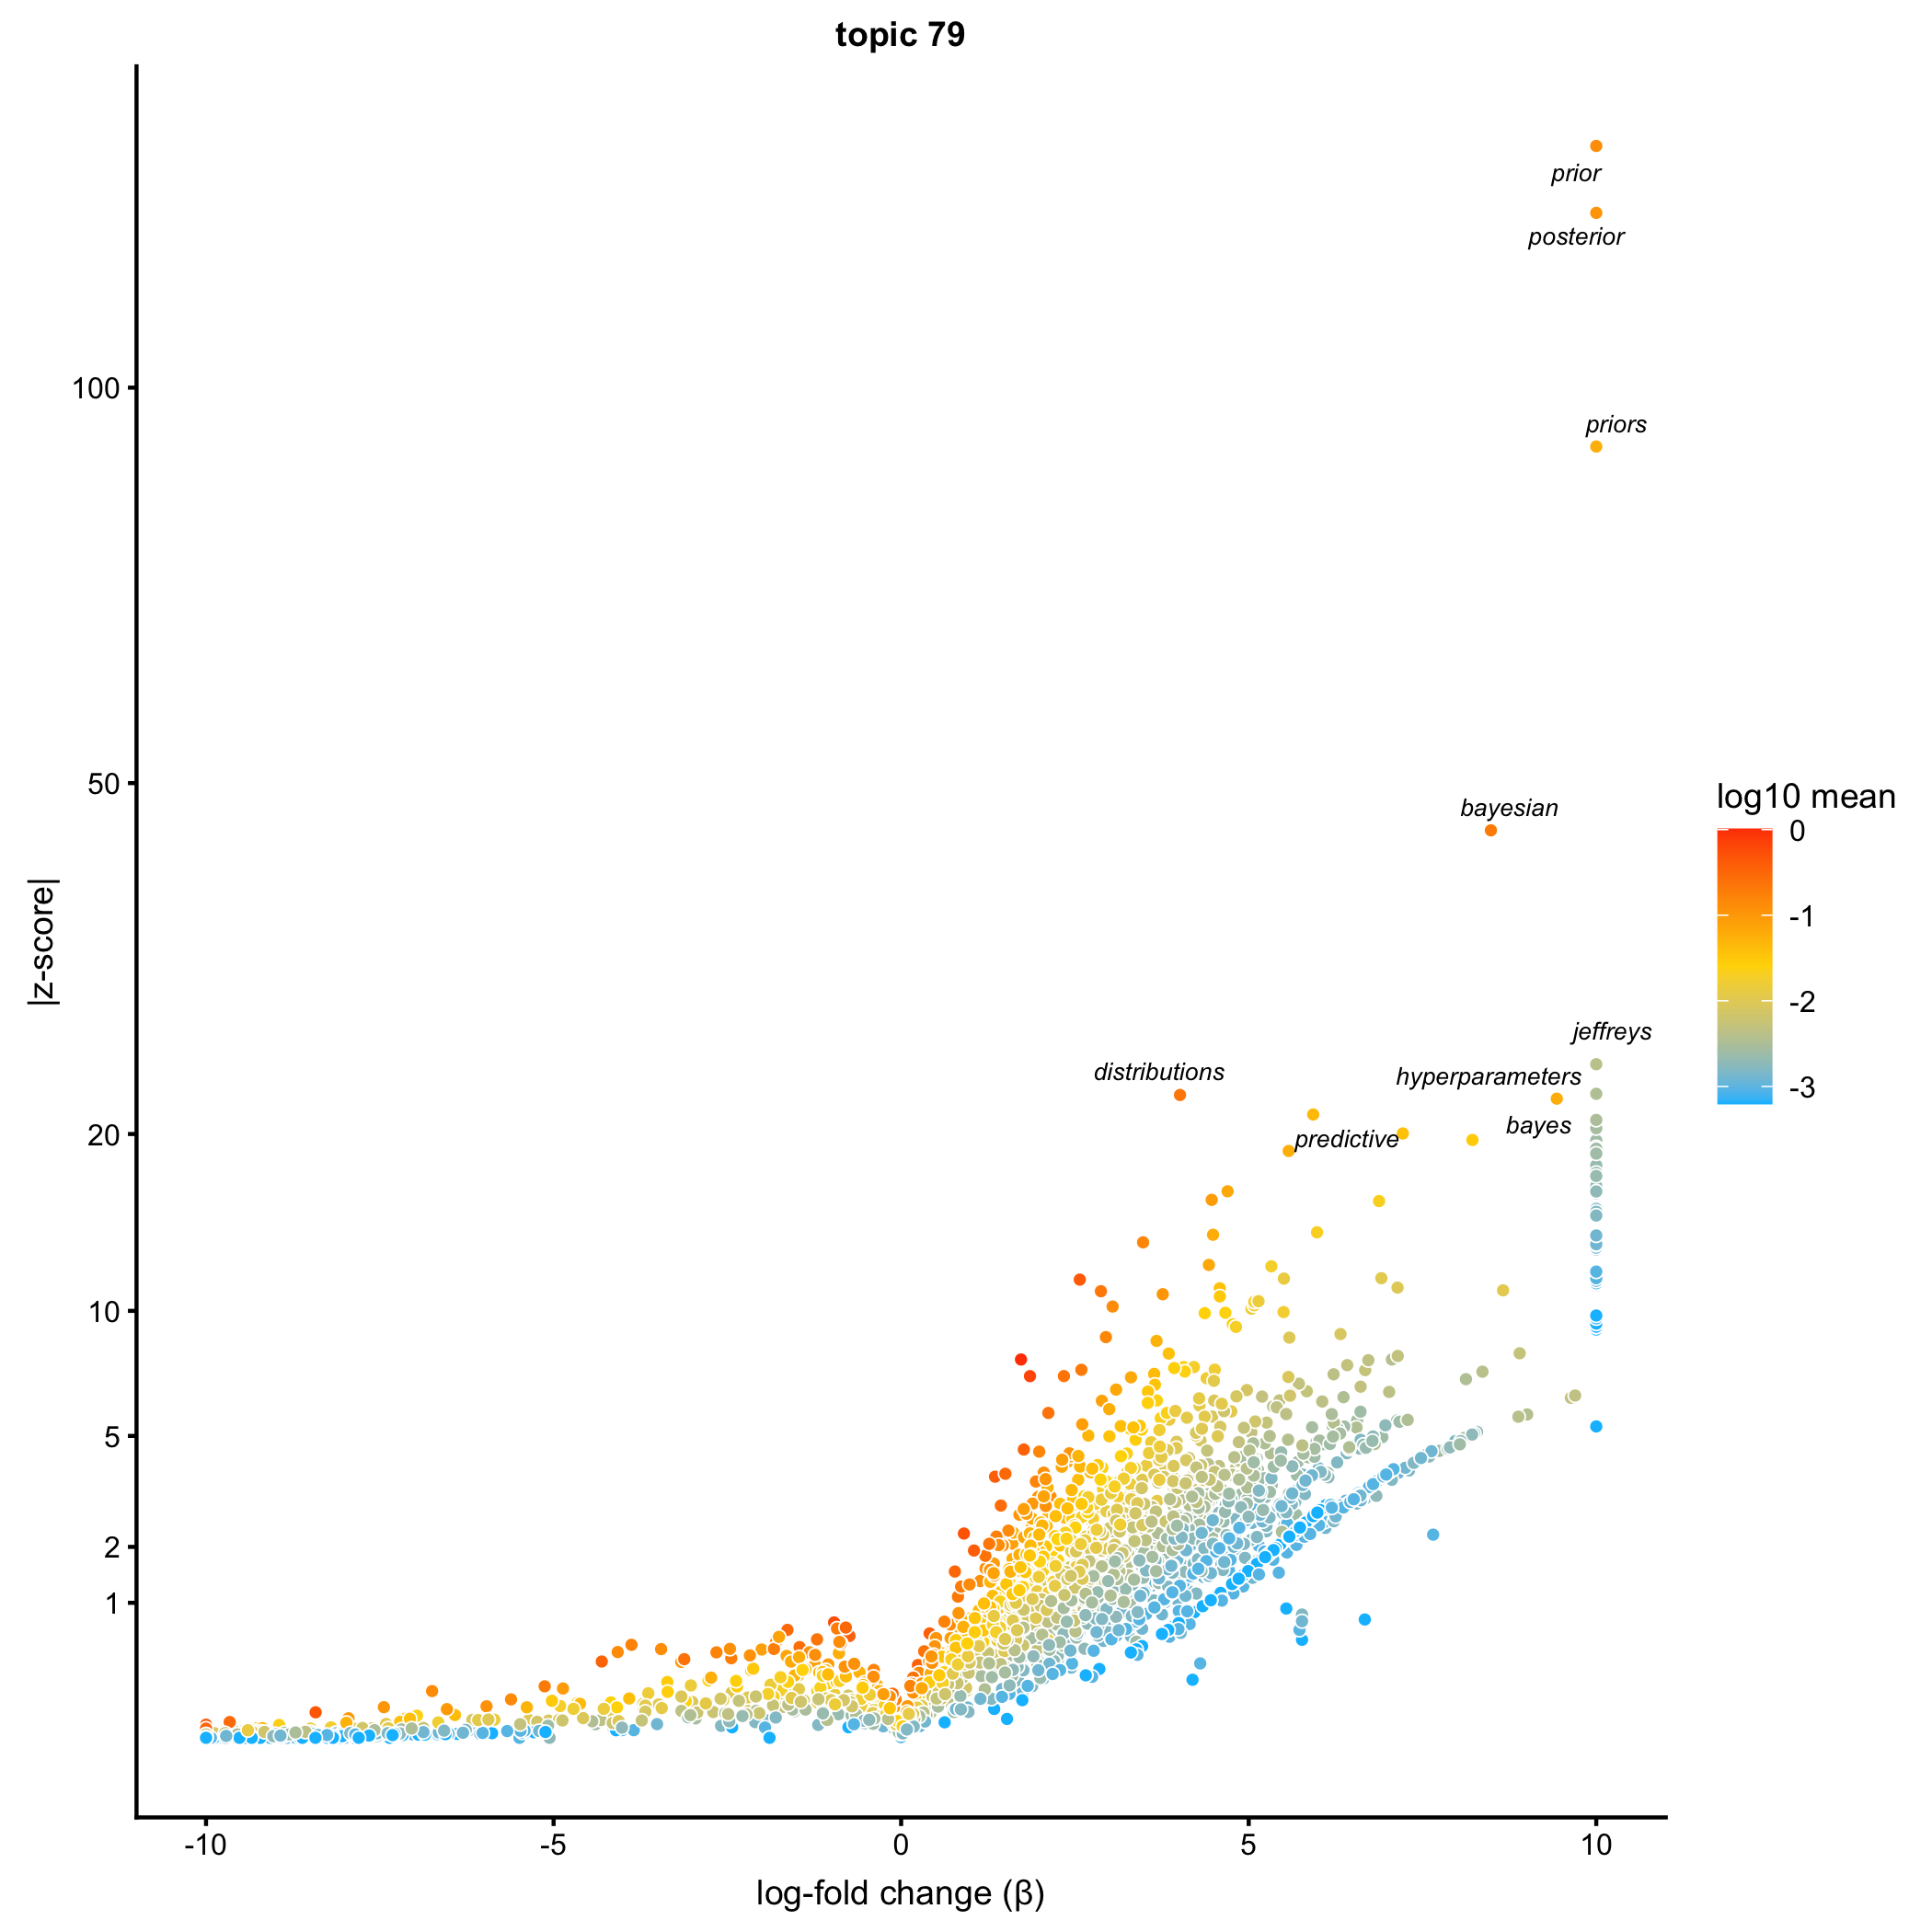 topic 79
prior
posterior
100
priors
50
bayesian
log10 mean
0
-1
-2
-3
|z-score|
jeffreys
distributions
hyperparameters
bayes
predictive
20
10
5
2
1
-10
-5
0
5
10
log-fold change (β)